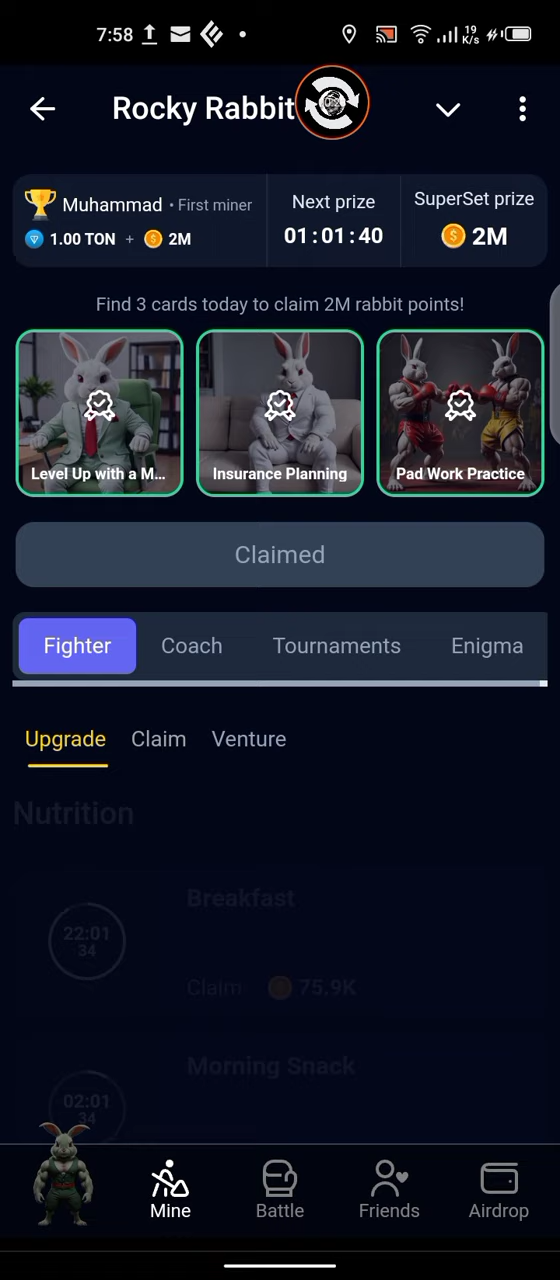 7:58
19 K/s
Rocky Rabbit
Muhammad • First miner
1.00 TON + 2M
Next prize
01:01:40
SuperSet prize
2M
Find 3 cards today to claim 2M rabbit points!
Level Up with a M...
Insurance Planning
Pad Work Practice
Claimed
Fighter Coach Tournaments Enigma
Upgrade Claim Venture
Nutrition
Breakfast
22:01
34
Claim 75.9K
Morning Snack
02:01
34
Mine Battle Friends Airdrop